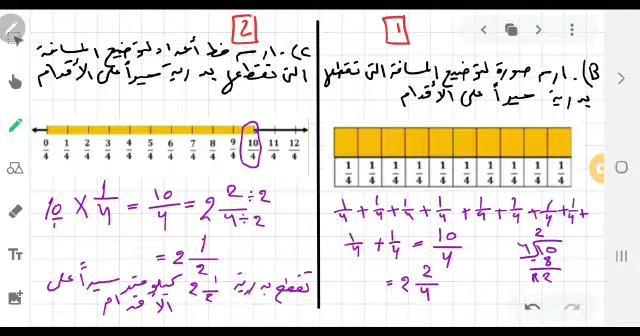 1
B). ارسم صورة لتوضيح المسافة التي تقطعها
بدرية سيراً على الأقدام
1/4 1/4 1/4 1/4 1/4 1/4 1/4 1/4 1/4 1/4
1/4 + 1/4 + 1/4 + 1/4 + 1/4 + 1/4 + 1/4 + 1/4 +
1/4 + 1/4 = 10/4
= 2 2/4
2
4 10
8
R2
2
C). ارسم خط أعداد لتوضيح المسافة
التي تقطعها بدرية سيراً على الأقدام
0/4 1/4 2/4 3/4 4/4 5/4 6/4 7/4 8/4 9/4 10/4 11/4 12/4
10 × 1/4 = 10/4 = 2 2÷2/4÷2
= 2 1/2
تقطع بدرية 2 1/2 كيلومتر سيراً على
الأقدام
Tт